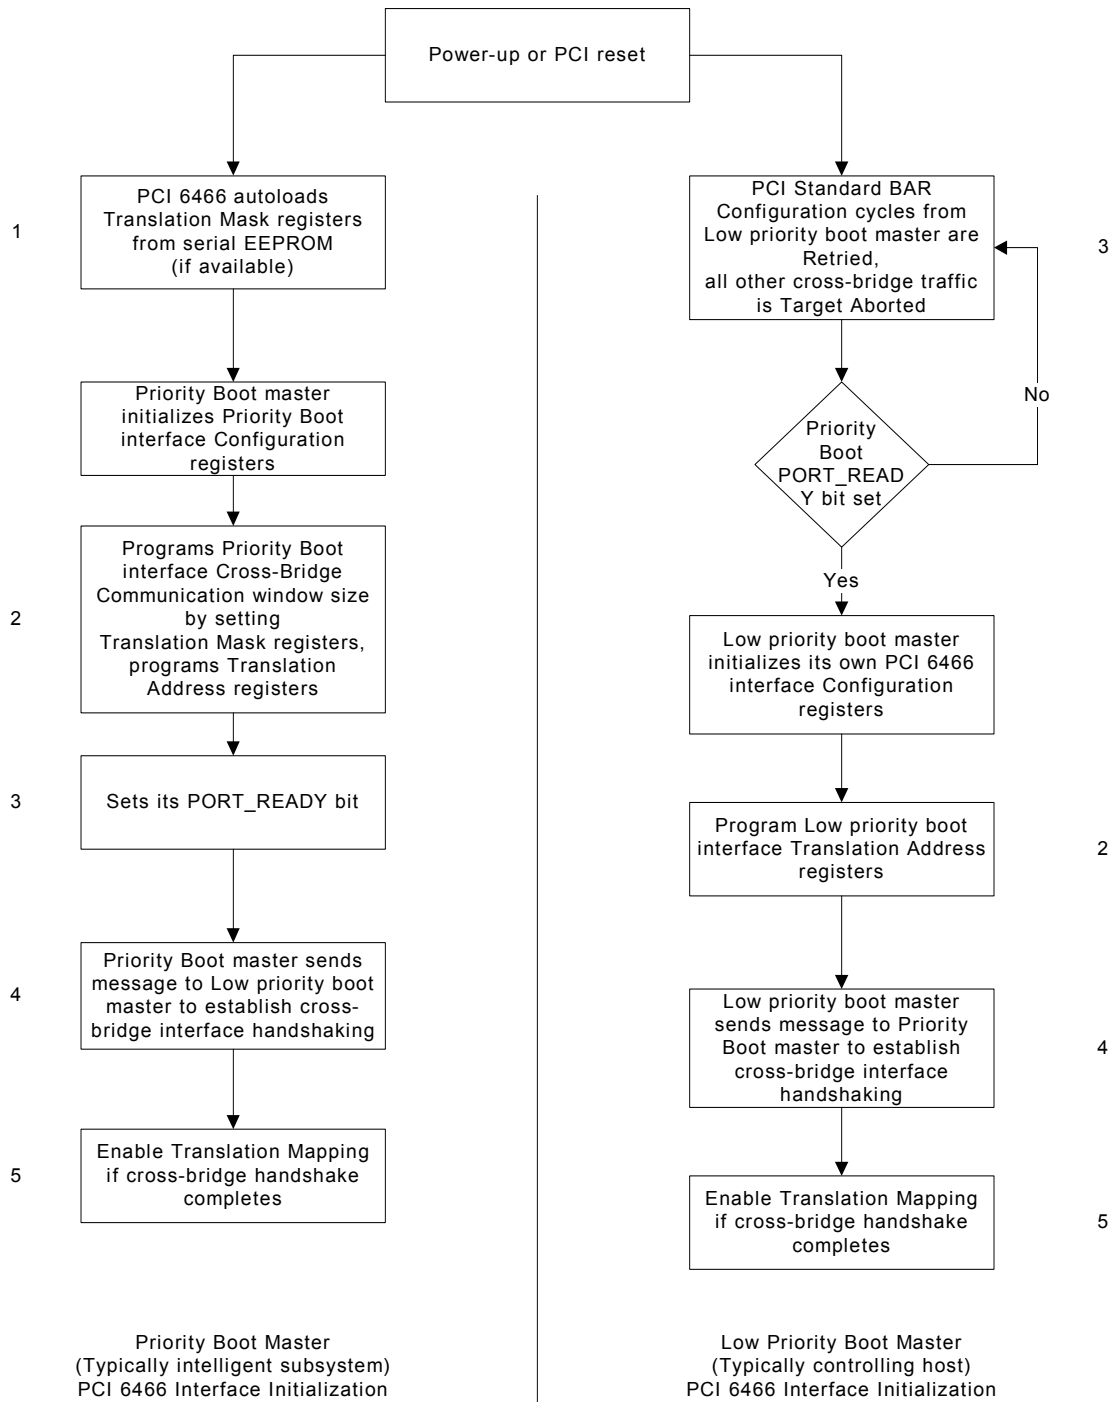 Power-up or PCI reset
1
PCI 6466 autoloads
Translation Mask registers
from serial EEPROM
(if available)
Priority Boot master
initializes Priority Boot
interface Configuration
registers
2
Programs Priority Boot
interface Cross-Bridge
Communication window size
by setting
Translation Mask registers,
programs Translation
Address registers
3
Sets its PORT_READY bit
4
Priority Boot master sends
message to Low priority boot
master to establish cross-
bridge interface handshaking
5
Enable Translation Mapping
if cross-bridge handshake
completes
Priority Boot Master
(Typically intelligent subsystem)
PCI 6466 Interface Initialization
PCI Standard BAR
Configuration cycles from
Low priority boot master are
Retried,
all other cross-bridge traffic
is Target Aborted
3
No
Priority
Boot
PORT_READ
Y bit set
Yes
Low priority boot master
initializes its own PCI 6466
interface Configuration
registers
Program Low priority boot
interface Translation Address
registers
2
Low priority boot master
sends message to Priority
Boot master to establish
cross-bridge interface
handshaking
4
Enable Translation Mapping
if cross-bridge handshake
completes
5
Low Priority Boot Master
(Typically controlling host)
PCI 6466 Interface Initialization